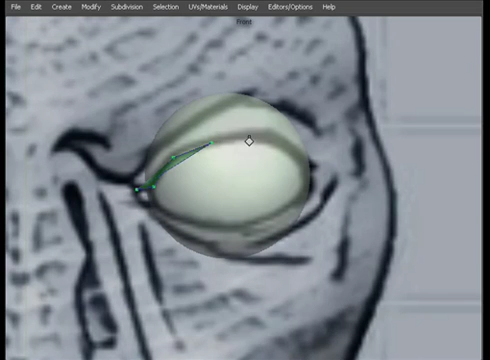 File Edit Create Modify Subdivision Selection UVs/Materials Display Editors/Options Help
Front